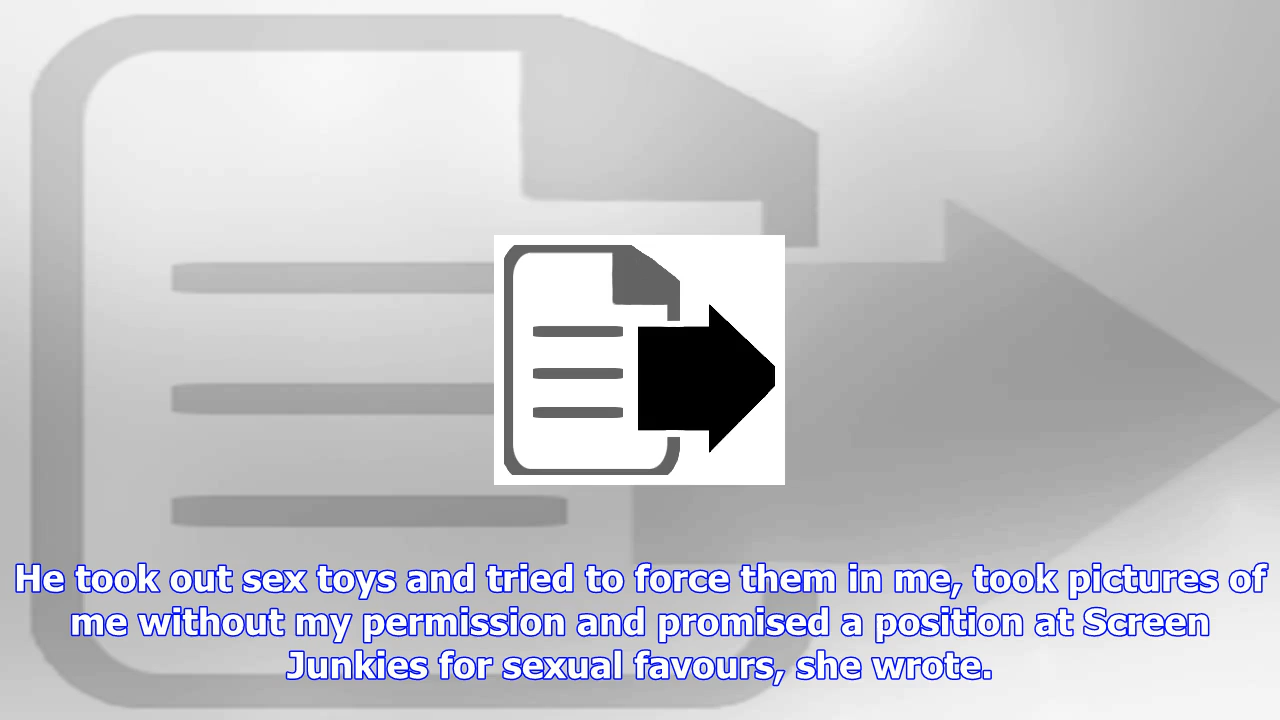 He took out sex toys and tried to force them in me, took pictures of
me without my permission and promised a position at Screen
Junkies for sexual favours, she wrote.